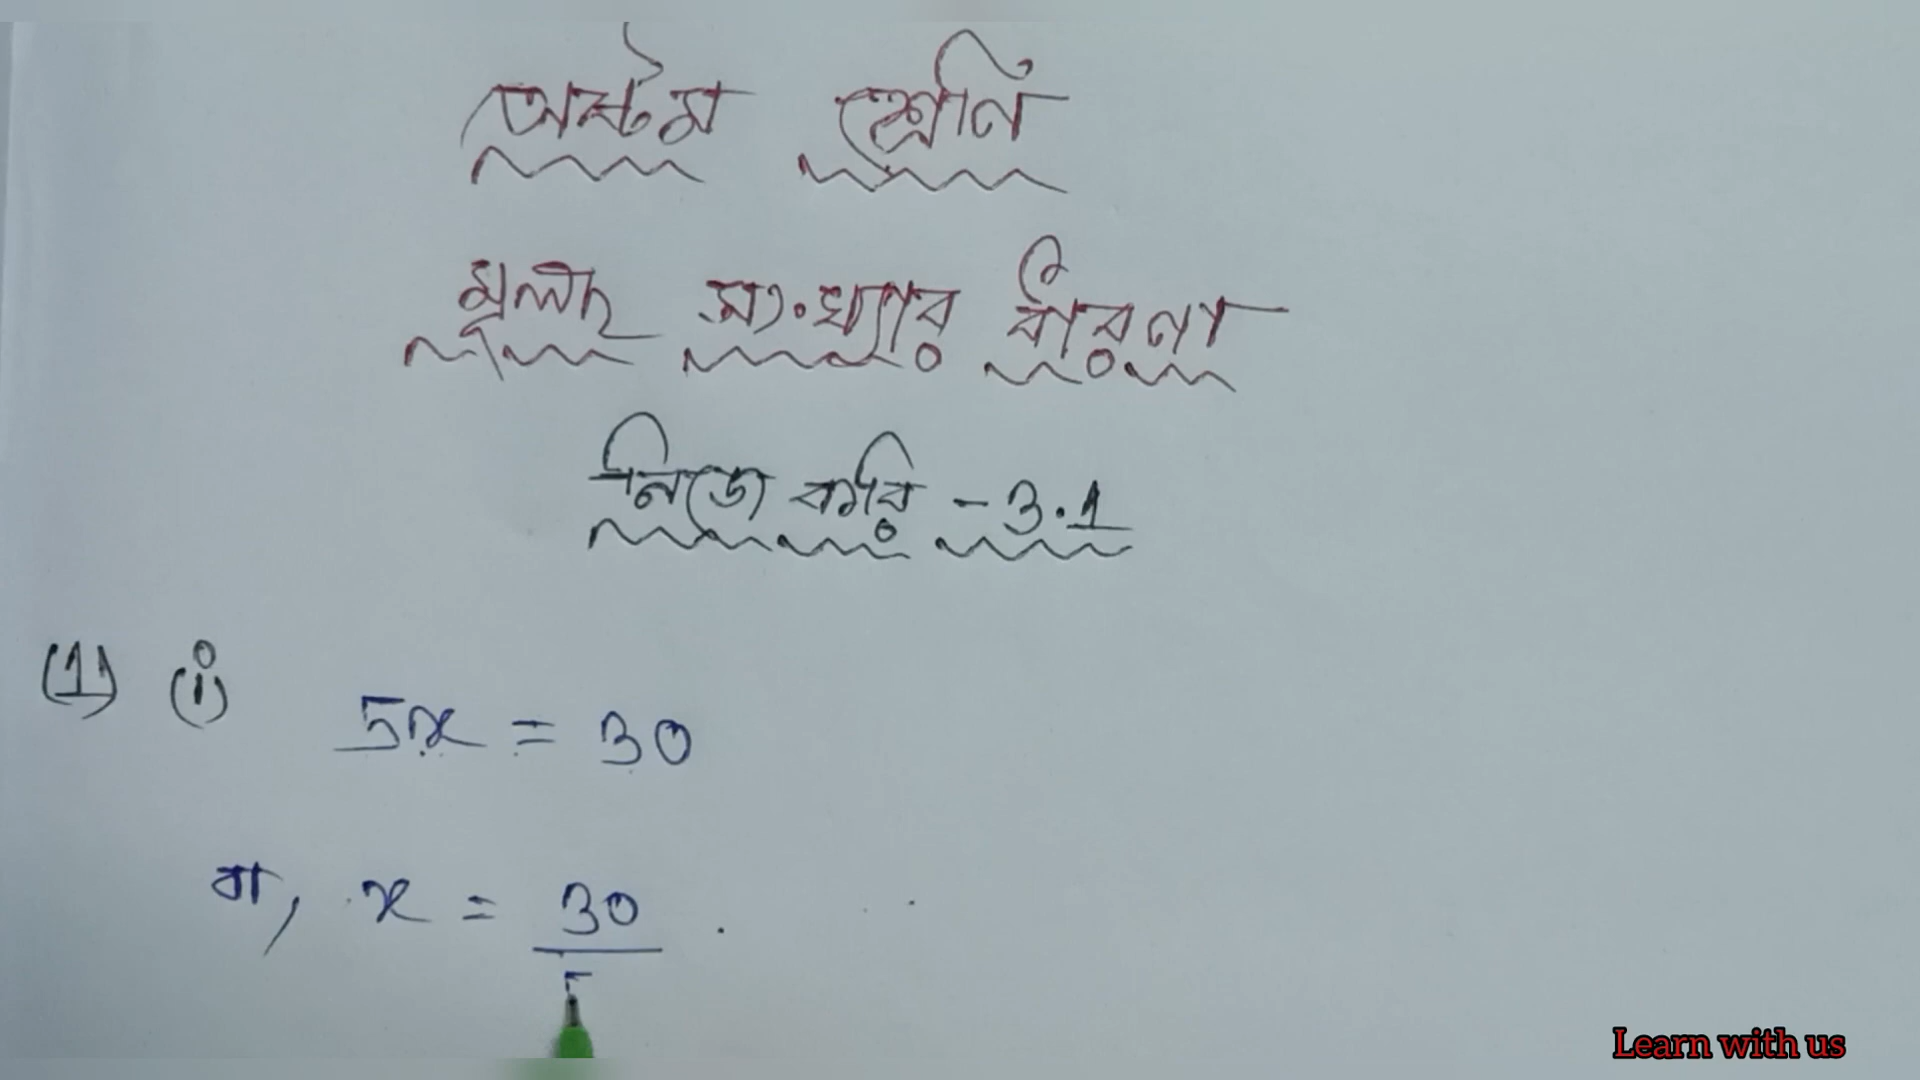 অষ্টম শ্রেণি
মূলদ সংখ্যার ধারণা
নিজে করি - 3.1
(1) (i) 5x = 30
বা, x = 30/5
Learn with us